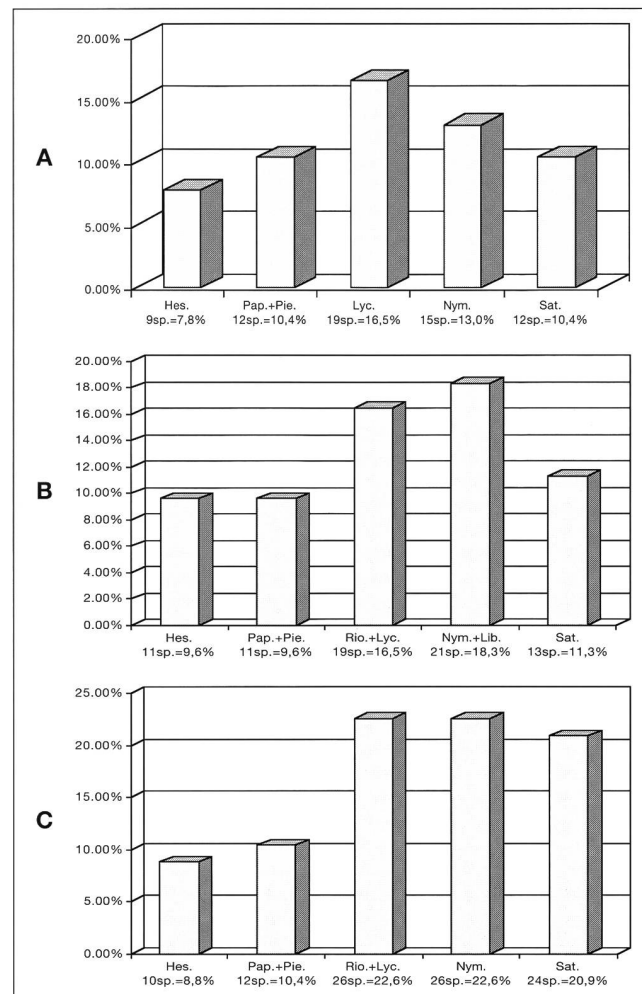 A
20.00%
15.00%
10.00%
5.00%
0.00%
Hes. Pap.+Pie. Lyc. Nym. Sat.
9sp.=7,8% 12sp.=10,4% 19sp.=16,5% 15sp.=13,0% 12sp.=10,4%
B
20.00%
18.00%
16.00%
14.00%
12.00%
10.00%
8.00%
6.00%
4.00%
2.00%
0.00%
Hes. Pap.+Pie. Rio.+Lyc. Nym.+Lib. Sat.
11sp.=9,6% 11sp.=9,6% 19sp.=16,5% 21sp.=18,3% 13sp.=11,3%
C
25.00%
20.00%
15.00%
10.00%
5.00%
0.00%
Hes. Pap.+Pie. Rio.+Lyc. Nym. Sat.
10sp.=8,8% 12sp.=10,4% 26sp.=22,6% 26sp.=22,6% 24sp.=20,9%